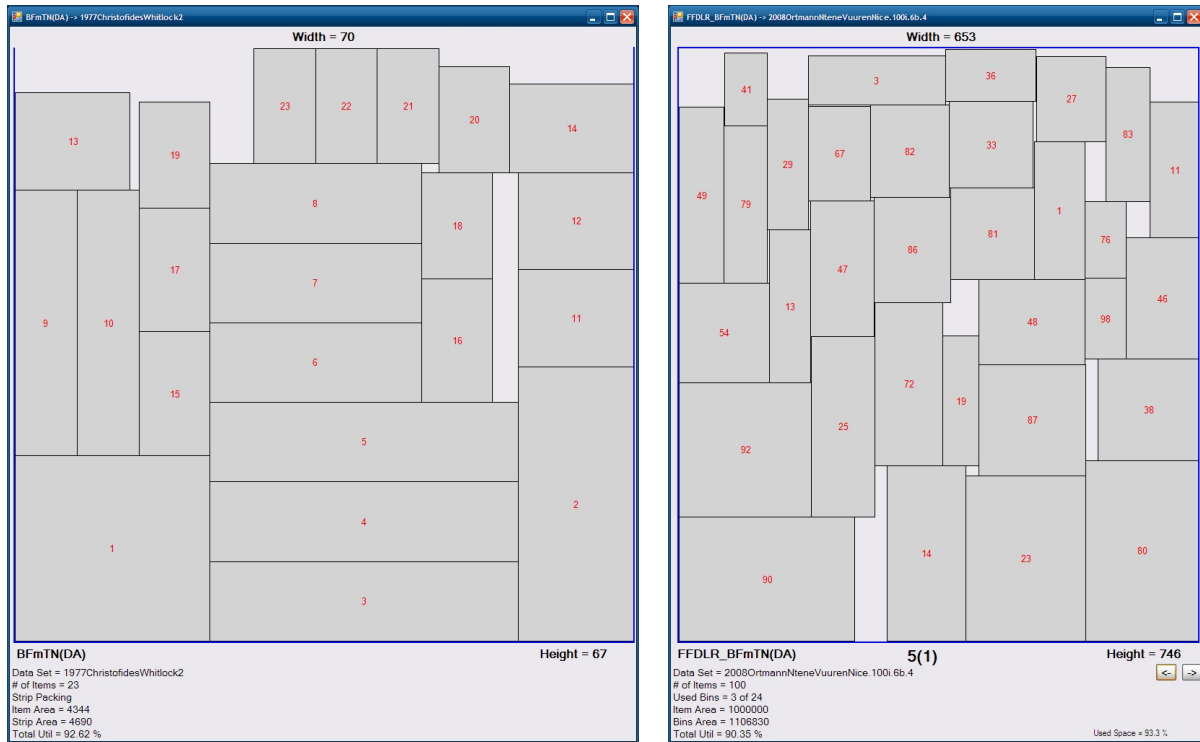 BFmTN(DA) -> 1977ChristofidesWhitlock2
Width = 70
23
22
21
20
14
13
19
8
18
12
17
7
9
10
11
16
6
15
5
2
4
1
3
BFmTN(DA)
Height = 67
Data Set = 1977ChristofidesWhitlock2
# of Items = 23
Strip Packing
Item Area = 4344
Strip Area = 4690
Total Util = 92.62 %
FFDLR_BFmTN(DA) -> 2008OrtmannNteneVuurenNice.100i.6b.4
Width = 653
36
3
41
27
83
33
82
67
29
11
49
79
1
81
76
86
47
46
13
98
48
54
72
19
38
87
25
92
80
14
23
90
FFDLR_BFmTN(DA)
5(1)
Height = 746
Data Set = 2008OrtmannNteneVuurenNice.100i.6b.4
<- ->
# of Items = 100
Used Bins = 3 of 24
Item Area = 1000000
Bins Area = 1106830
Total Util = 90.35 %
Used Space = 93.3 %